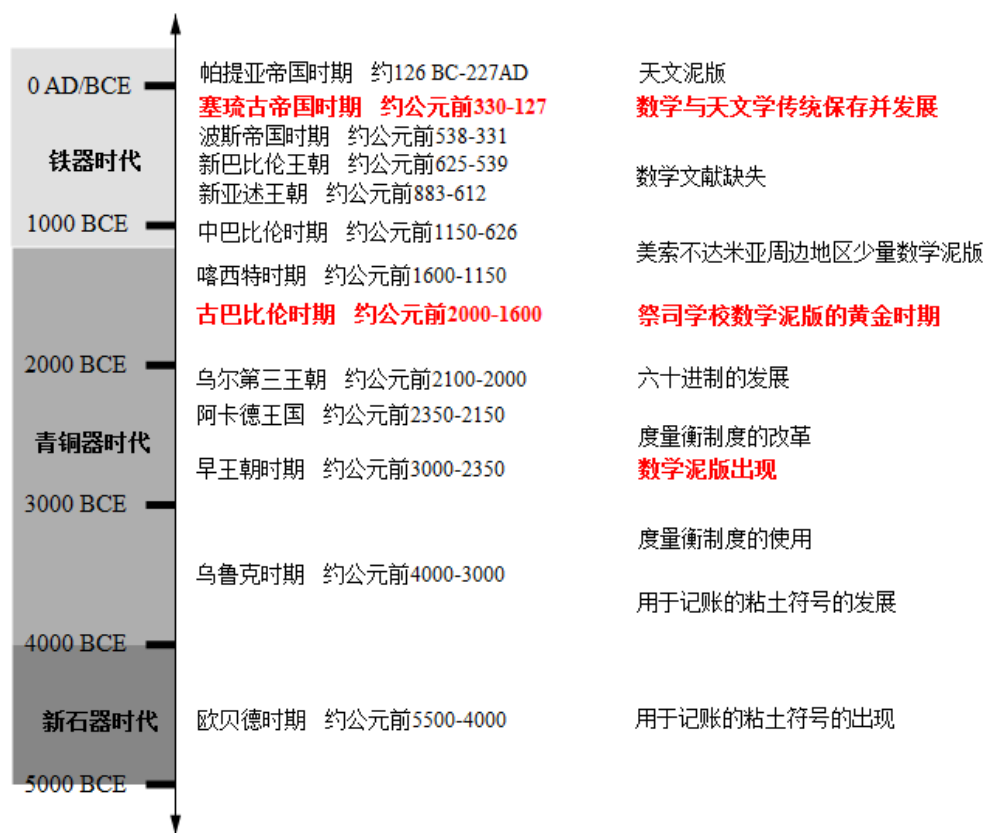 0 AD/BCE
帕提亚帝国时期 约126 BC-227AD 天文泥版
塞琉古帝国时期 约公元前330-127 数学与天文学传统保存并发展
波斯帝国时期 约公元前538-331
铁器时代
新巴比伦王朝 约公元前625-539
数学文献缺失
新亚述王朝 约公元前883-612
1000 BCE
中巴比伦时期 约公元前1150-626
美索不达米亚周边地区少量数学泥版
喀西特时期 约公元前1600-1150
古巴比伦时期 约公元前2000-1600 祭司学校数学泥版的黄金时期
2000 BCE
乌尔第三王朝 约公元前2100-2000 六十进制的发展
阿卡德王国 约公元前2350-2150
青铜器时代
度量衡制度的改革
早王朝时期 约公元前3000-2350 数学泥版出现
3000 BCE
度量衡制度的使用
乌鲁克时期 约公元前4000-3000
用于记账的粘土符号的发展
4000 BCE
新石器时代
欧贝德时期 约公元前5500-4000 用于记账的粘土符号的出现
5000 BCE